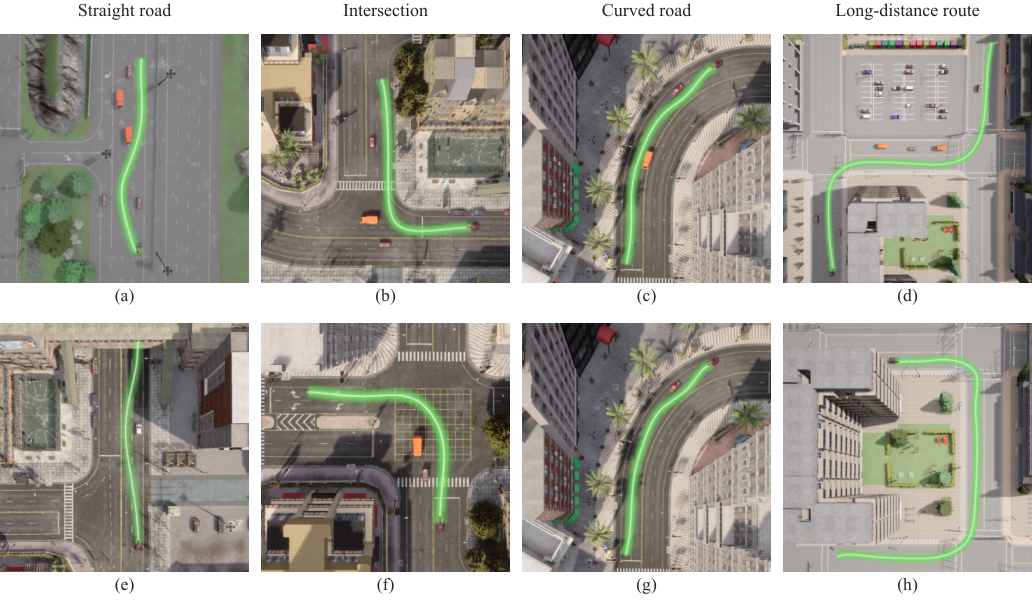 Straight road Intersection Curved road Long-distance route
(a) (b) (c) (d)
(e) (f) (g) (h)